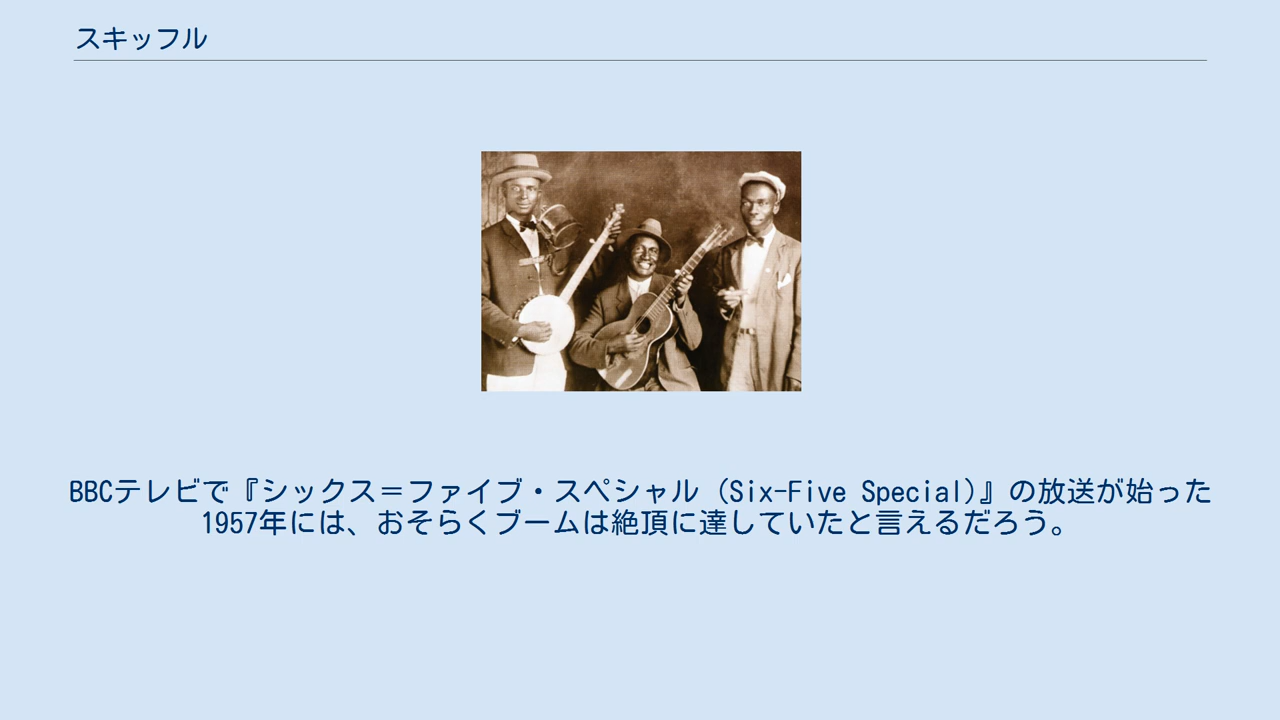 スキッフル
BBCテレビで『シックス＝ファイブ・スペシャル（Six-Five Special)』の放送が始った
1957年には、おそらくブームは絶頂に達していたと言えるだろう。